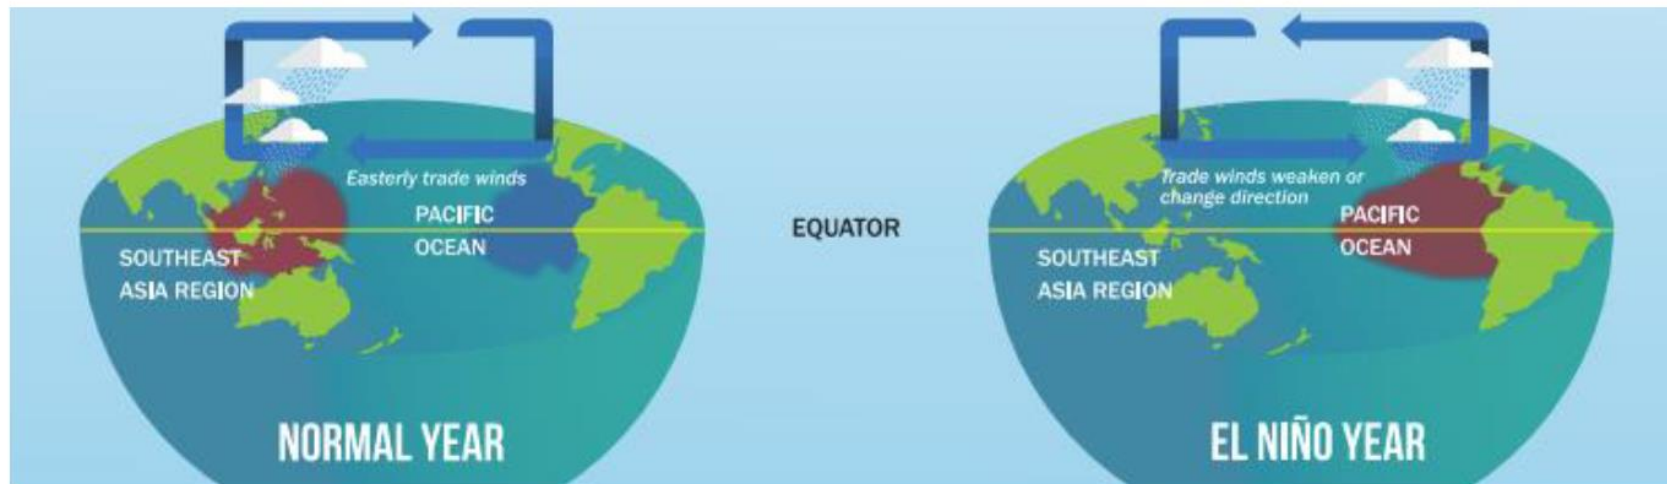 Easterly trade winds
PACIFIC
OCEAN
SOUTHEAST
ASIA REGION
NORMAL YEAR
EQUATOR
Trade winds weaken or
change direction
PACIFIC
OCEAN
SOUTHEAST
ASIA REGION
EL NIÑO YEAR